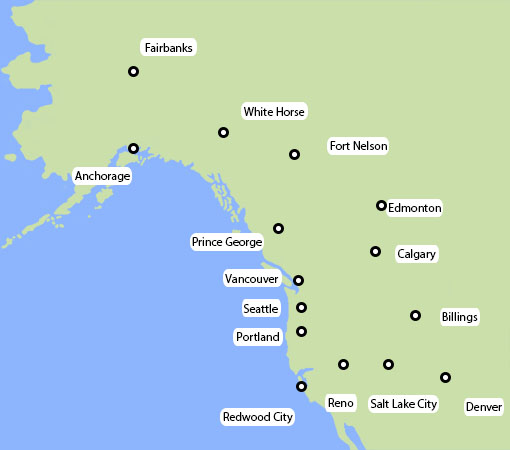 Fairbanks
White Horse
Fort Nelson
Anchorage
Edmonton
Prince George
Calgary
Vancouver
Seattle
Billings
Portland
Reno
Salt Lake City
Denver
Redwood City